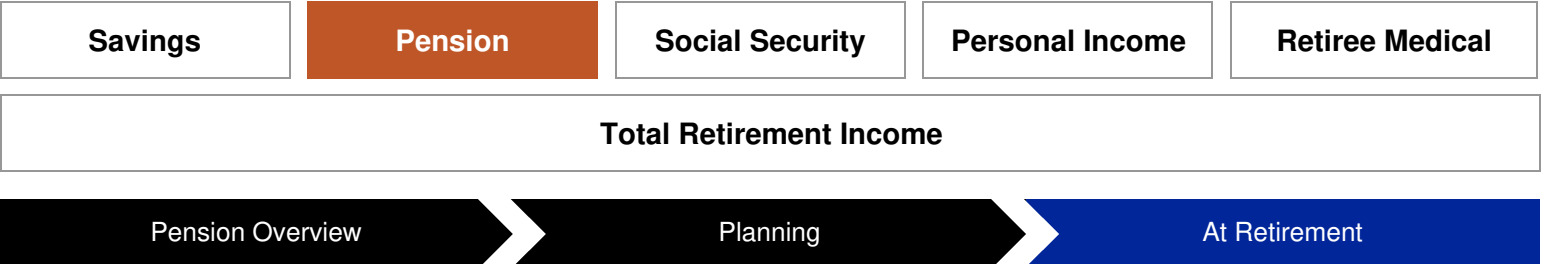 Savings Pension Social Security Personal Income Retiree Medical
Total Retirement Income
Pension Overview Planning At Retirement